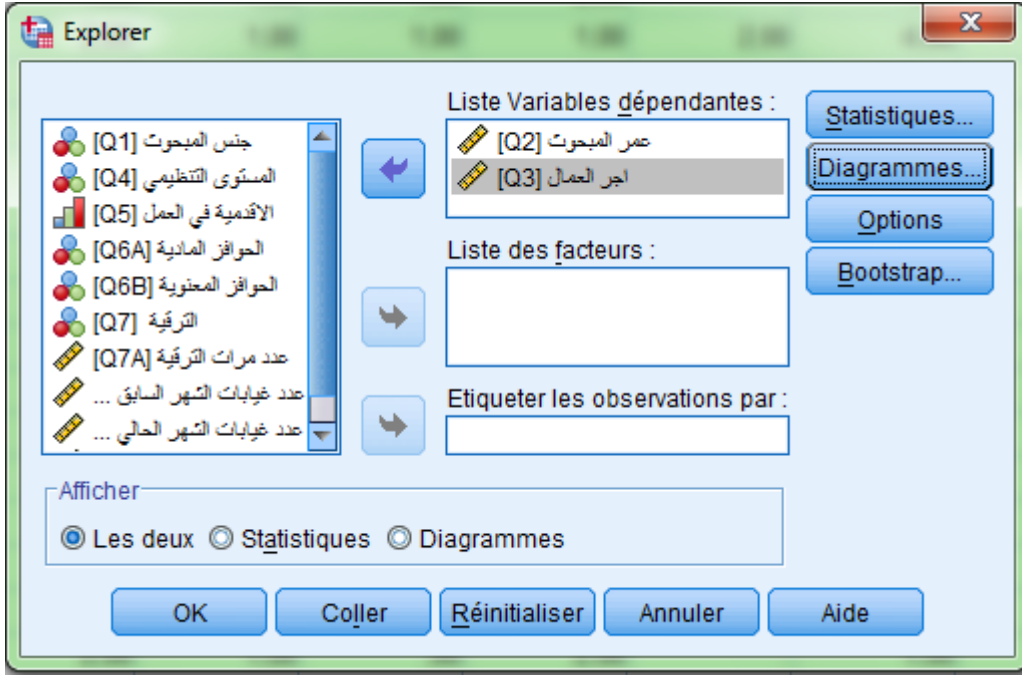 Explorer
Liste Variables dépendantes :
جنس المبحوث [Q1]
المستوى التنظيمي [Q4]
الاقدمية في العمل [Q5]
الحوافز المادية [Q6A]
الحوافز المعنوية [Q6B]
الترقية [Q7]
عدد مرات الترقية [Q7A]
عدد غيابات الشهر السابق ...
عدد غيابات الشهر الحالي ...
عمر المبحوث [Q2]
اجر العمال [Q3]
Liste des facteurs :
Etiqueter les observations par :
Statistiques...
Diagrammes...
Options
Bootstrap...
Afficher
Les deux Statistiques Diagrammes
OK Coller Réinitialiser Annuler Aide